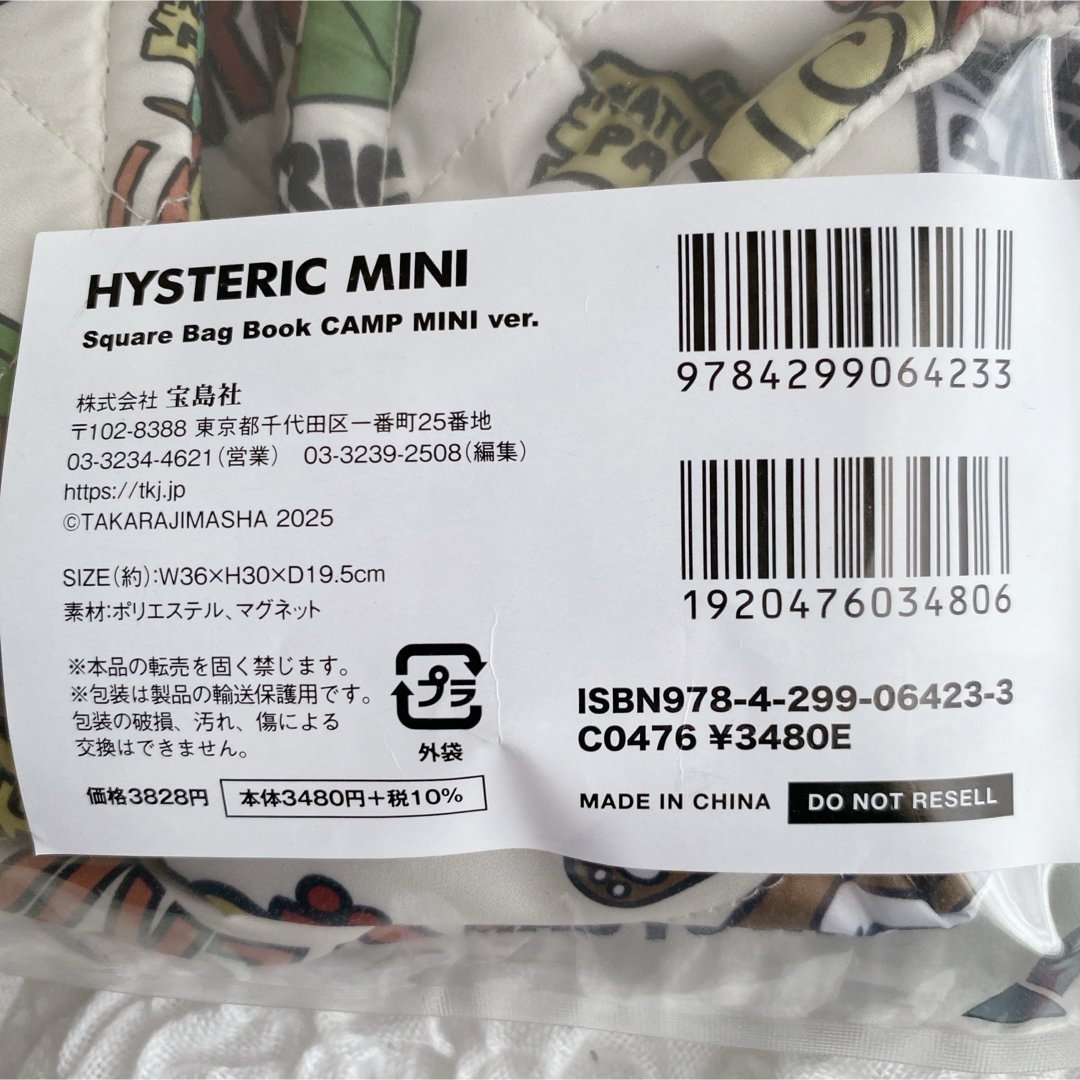 RIC
NATU
PA
HYSTERIC MINI
Square Bag Book CAMP MINI ver.
株式会社 宝島社
〒102-8388 東京都千代田区一番町25番地
03-3234-4621（営業） 03-3239-2508（編集）
https://tkj.jp
©TAKARAJIMASHA 2025
SIZE（約）：W36×H30×D19.5cm
素材：ポリエステル、マグネット
※本品の転売を固く禁じます。
※包装は製品の輸送保護用です。
包装の破損、汚れ、傷による
交換はできません。
プラ
外袋
価格3828円 本体3480円＋税10%
9784299064233
1920476034806
ISBN978-4-299-06423-3
C0476 ¥3480E
MADE IN CHINA DO NOT RESELL